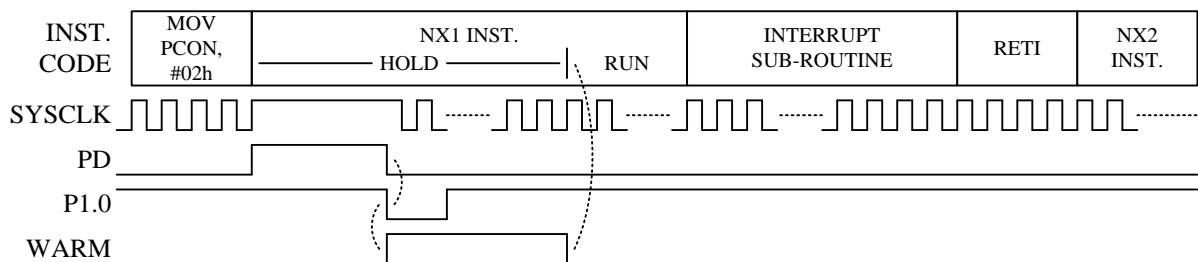 INST.
CODE
MOV
PCON,
#02h
NX1 INST.
HOLD
RUN
INTERRUPT
SUB-ROUTINE
RETI
NX2
INST.
SYSCLK
PD
P1.0
WARM